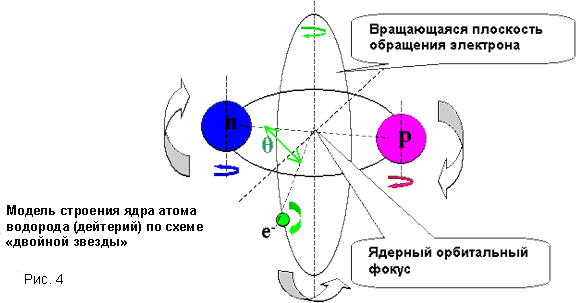 Вращающаяся плоскость
обращения электрона
n
p
θ
e-
Модель строения ядра атома
водорода (дейтерий) по схеме
«двойной звезды»
Ядерный орбитальный
фокус
Рис. 4